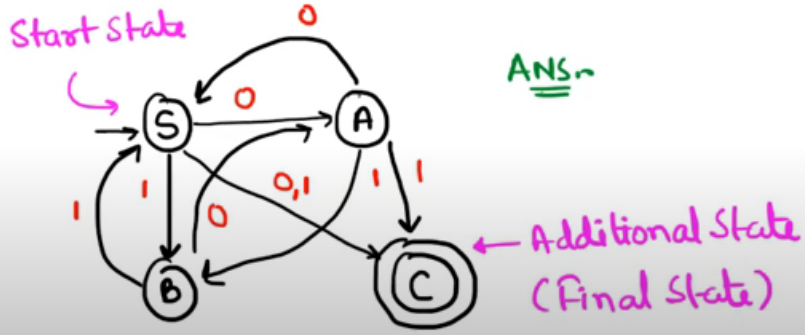 Start State
0
ANS:-
0
S
A
1
1
0,1
1
1
0
B
C
Additional State
(Final State)